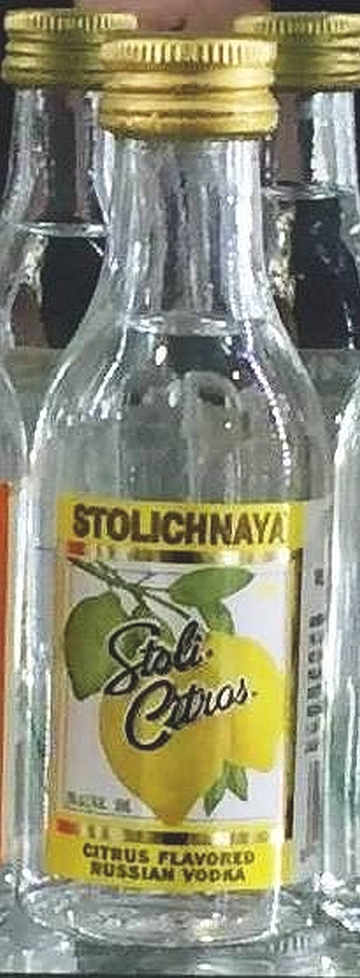 STOLICHNAYA
Stoli.
Citros.
CITRUS FLAVORED
RUSSIAN VODKA